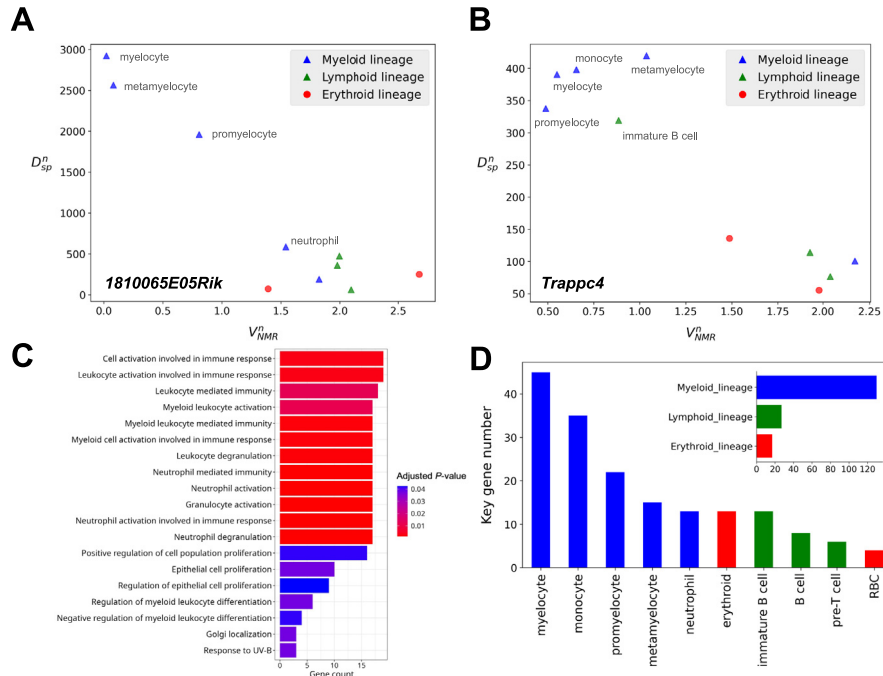 A
3000
2500
2000
1500
1000
500
0
0.0 0.5 1.0 1.5 2.0 2.5
D_{sp}^{n}
V_{NMR}^{n}
myelocyte
metamyelocyte
promyelocyte
neutrophil
Myeloid lineage
Lymphoid lineage
Erythroid lineage
1810065E05Rik
B
400
350
300
250
200
150
100
50
0.50 0.75 1.00 1.25 1.50 1.75 2.00 2.25
D_{sp}^{n}
V_{NMR}^{n}
monocyte
metamyelocyte
myelocyte
promyelocyte
immature B cell
Myeloid lineage
Lymphoid lineage
Erythroid lineage
Trappc4
C
Cell activation involved in immune response
Leukocyte activation involved in immune response
Leukocyte mediated immunity
Myeloid leukocyte activation
Myeloid leukocyte mediated immunity
Myeloid cell activation involved in immune response
Leukocyte degranulation
Neutrophil mediated immunity
Neutrophil activation
Granulocyte activation
Neutrophil activation involved in immune response
Neutrophil degranulation
Positive regulation of cell population proliferation
Epithelial cell proliferation
Regulation of epithelial cell proliferation
Regulation of myeloid leukocyte differentiation
Negative regulation of myeloid leukocyte differentiation
Golgi localization
Response to UV-B
0 5 10 15
Gene count
Adjusted P-value
0.04
0.03
0.02
0.01
D
Key gene number
40
30
20
10
0
myelocyte
monocyte
promyelocyte
metamyelocyte
neutrophil
erythroid
immature B cell
B cell
pre-T cell
RBC
Myeloid_lineage
Lymphoid_lineage
Erythroid_lineage
0 20 40 60 80 100 120